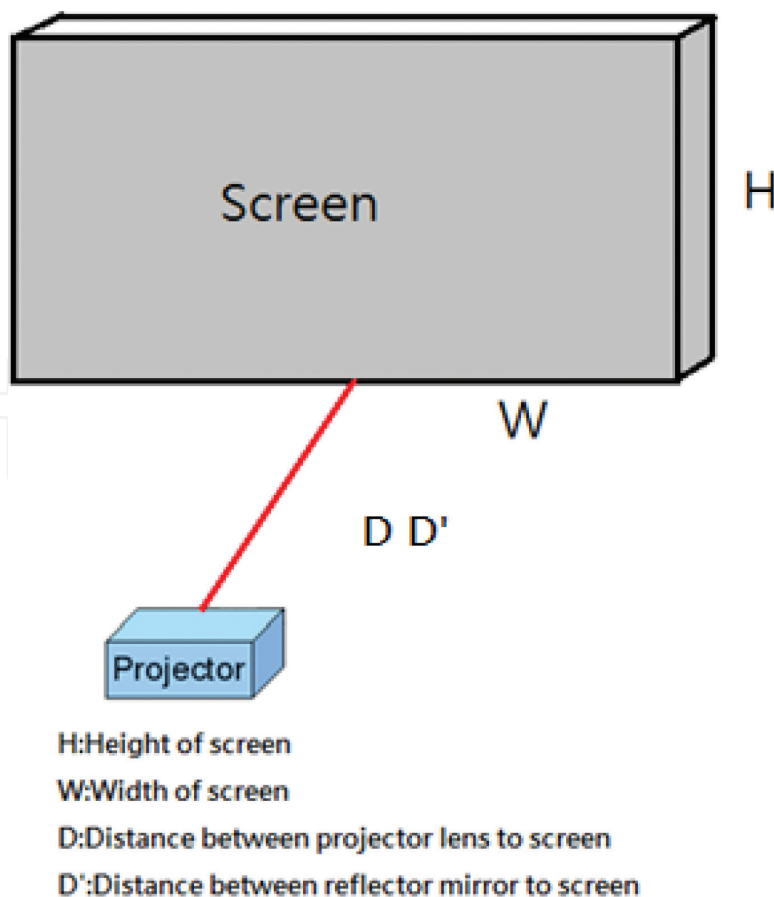 Screen
H
W
D D'
Projector
H:Height of screen
W:Width of screen
D:Distance between projector lens to screen
D':Distance between reflector mirror to screen